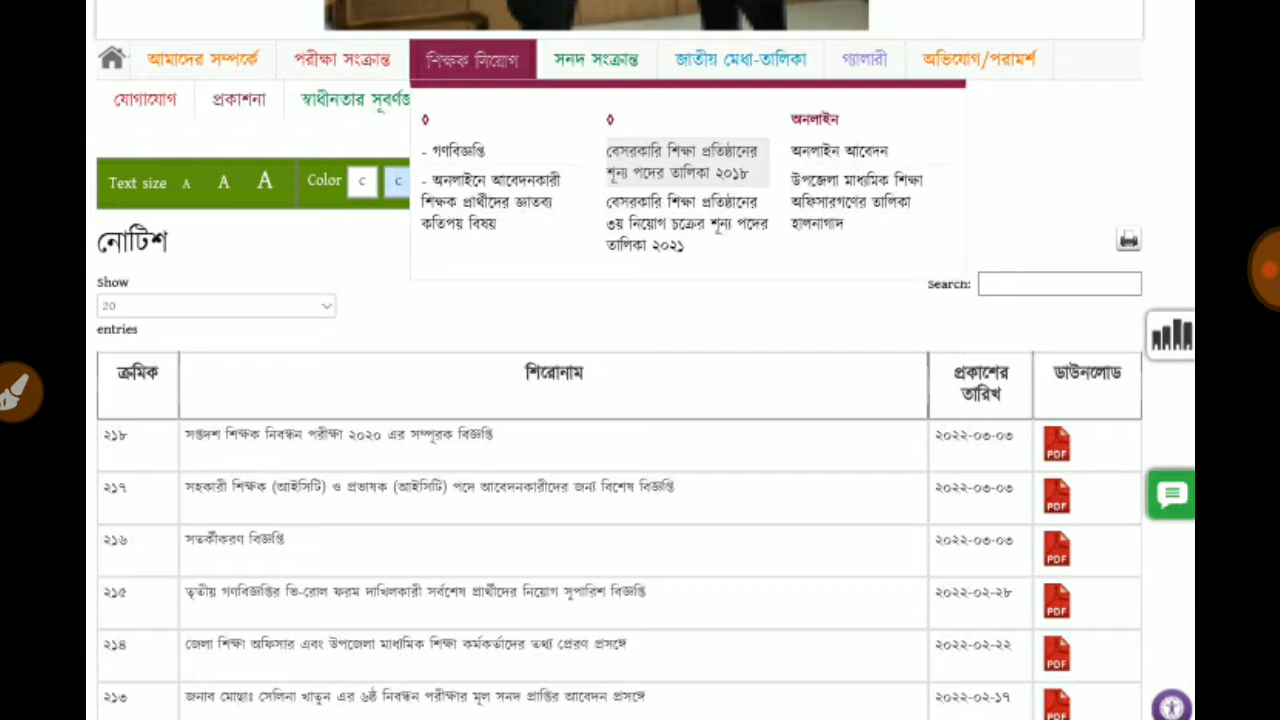 আমাদের সম্পর্কে পরীক্ষা সংক্রান্ত শিক্ষক নিয়োগ সনদ সংক্রান্ত জাতীয় মেধা-তালিকা গ্যালারী অভিযোগ/পরামর্শ
যোগাযোগ প্রকাশনা স্বাধীনতার সূবর্ণজ
অনলাইন
- গণবিজ্ঞপ্তি
- অনলাইনে আবেদনকারী
শিক্ষক প্রার্থীদের জ্ঞাতব্য
কতিপয় বিষয়
বেসরকারি শিক্ষা প্রতিষ্ঠানের
শূন্য পদের তালিকা ২০১৮
বেসরকারি শিক্ষা প্রতিষ্ঠানের
৩য় নিয়োগ চক্রের শূন্য পদের
তালিকা ২০২১
অনলাইন আবেদন
উপজেলা মাধ্যমিক শিক্ষা
অফিসারগণের তালিকা
হালনাগাদ
Text size A A A Color C C
নোটিশ
Show
20
entries
Search:
ক্রমিক শিরোনাম প্রকাশের তারিখ ডাউনলোড
২১৮ সপ্তদশ শিক্ষক নিবন্ধন পরীক্ষা ২০২০ এর সম্পূরক বিজ্ঞপ্তি ২০২২-০৩-০৩ PDF
২১৭ সহকারী শিক্ষক (আইসিটি) ও প্রভাষক (আইসিটি) পদে আবেদনকারীদের জন্য বিশেষ বিজ্ঞপ্তি ২০২২-০৩-০৩ PDF
২১৬ সতর্কীকরণ বিজ্ঞপ্তি ২০২২-০৩-০৩ PDF
২১৫ তৃতীয় গণবিজ্ঞপ্তির ভি-রোল ফরম দাখিলকারী সর্বশেষ প্রার্থীদের নিয়োগ সুপারিশ বিজ্ঞপ্তি ২০২২-০২-২৮ PDF
২১৪ জেলা শিক্ষা অফিসার এবং উপজেলা মাধ্যমিক শিক্ষা কর্মকর্তাদের তথ্য প্রেরণ প্রসঙ্গে ২০২২-০২-২২ PDF
২১৩ জনাব মোছাঃ সেলিনা খাতুন এর ৬ষ্ঠ নিবন্ধন পরীক্ষার মূল সনদ প্রাপ্তির আবেদন প্রসঙ্গে ২০২২-০২-১৭ PDF